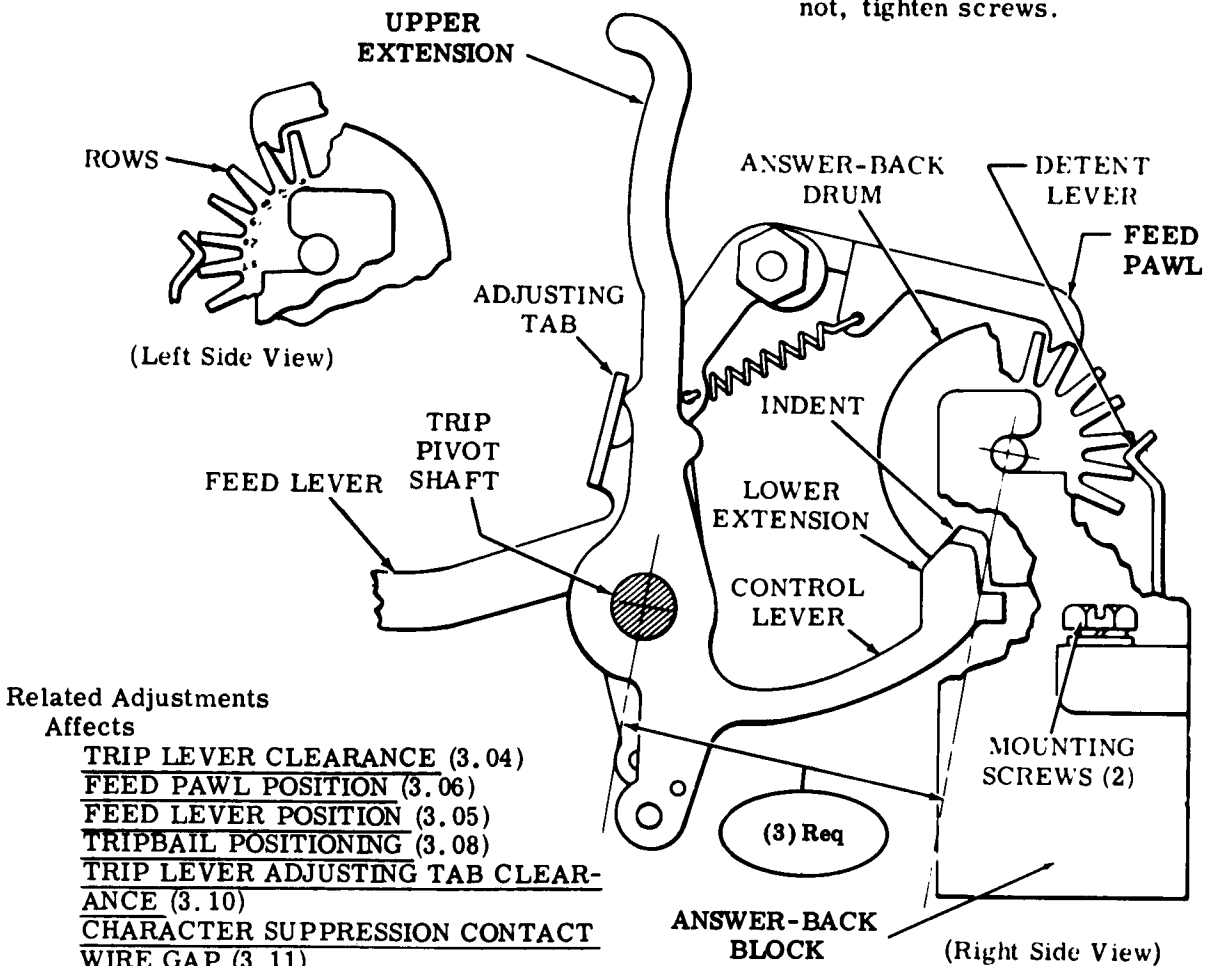 not, tighten screws.
UPPER
EXTENSION
ROWS
ANSWER-BACK
DRUM
DETENT
LEVER
FEED
PAWL
ADJUSTING
TAB
(Left Side View)
TRIP
PIVOT
SHAFT
INDENT
FEED LEVER
LOWER
EXTENSION
CONTROL
LEVER
Related Adjustments
Affects
TRIP LEVER CLEARANCE (3.04)
FEED PAWL POSITION (3.06)
FEED LEVER POSITION (3.05)
TRIPBAIL POSITIONING (3.08)
TRIP LEVER ADJUSTING TAB CLEAR-
ANCE (3.10)
CHARACTER SUPPRESSION CONTACT
WIRE GAP (3.11)
MOUNTING
SCREWS (2)
(3) Req
ANSWER-BACK
BLOCK
(Right Side View)